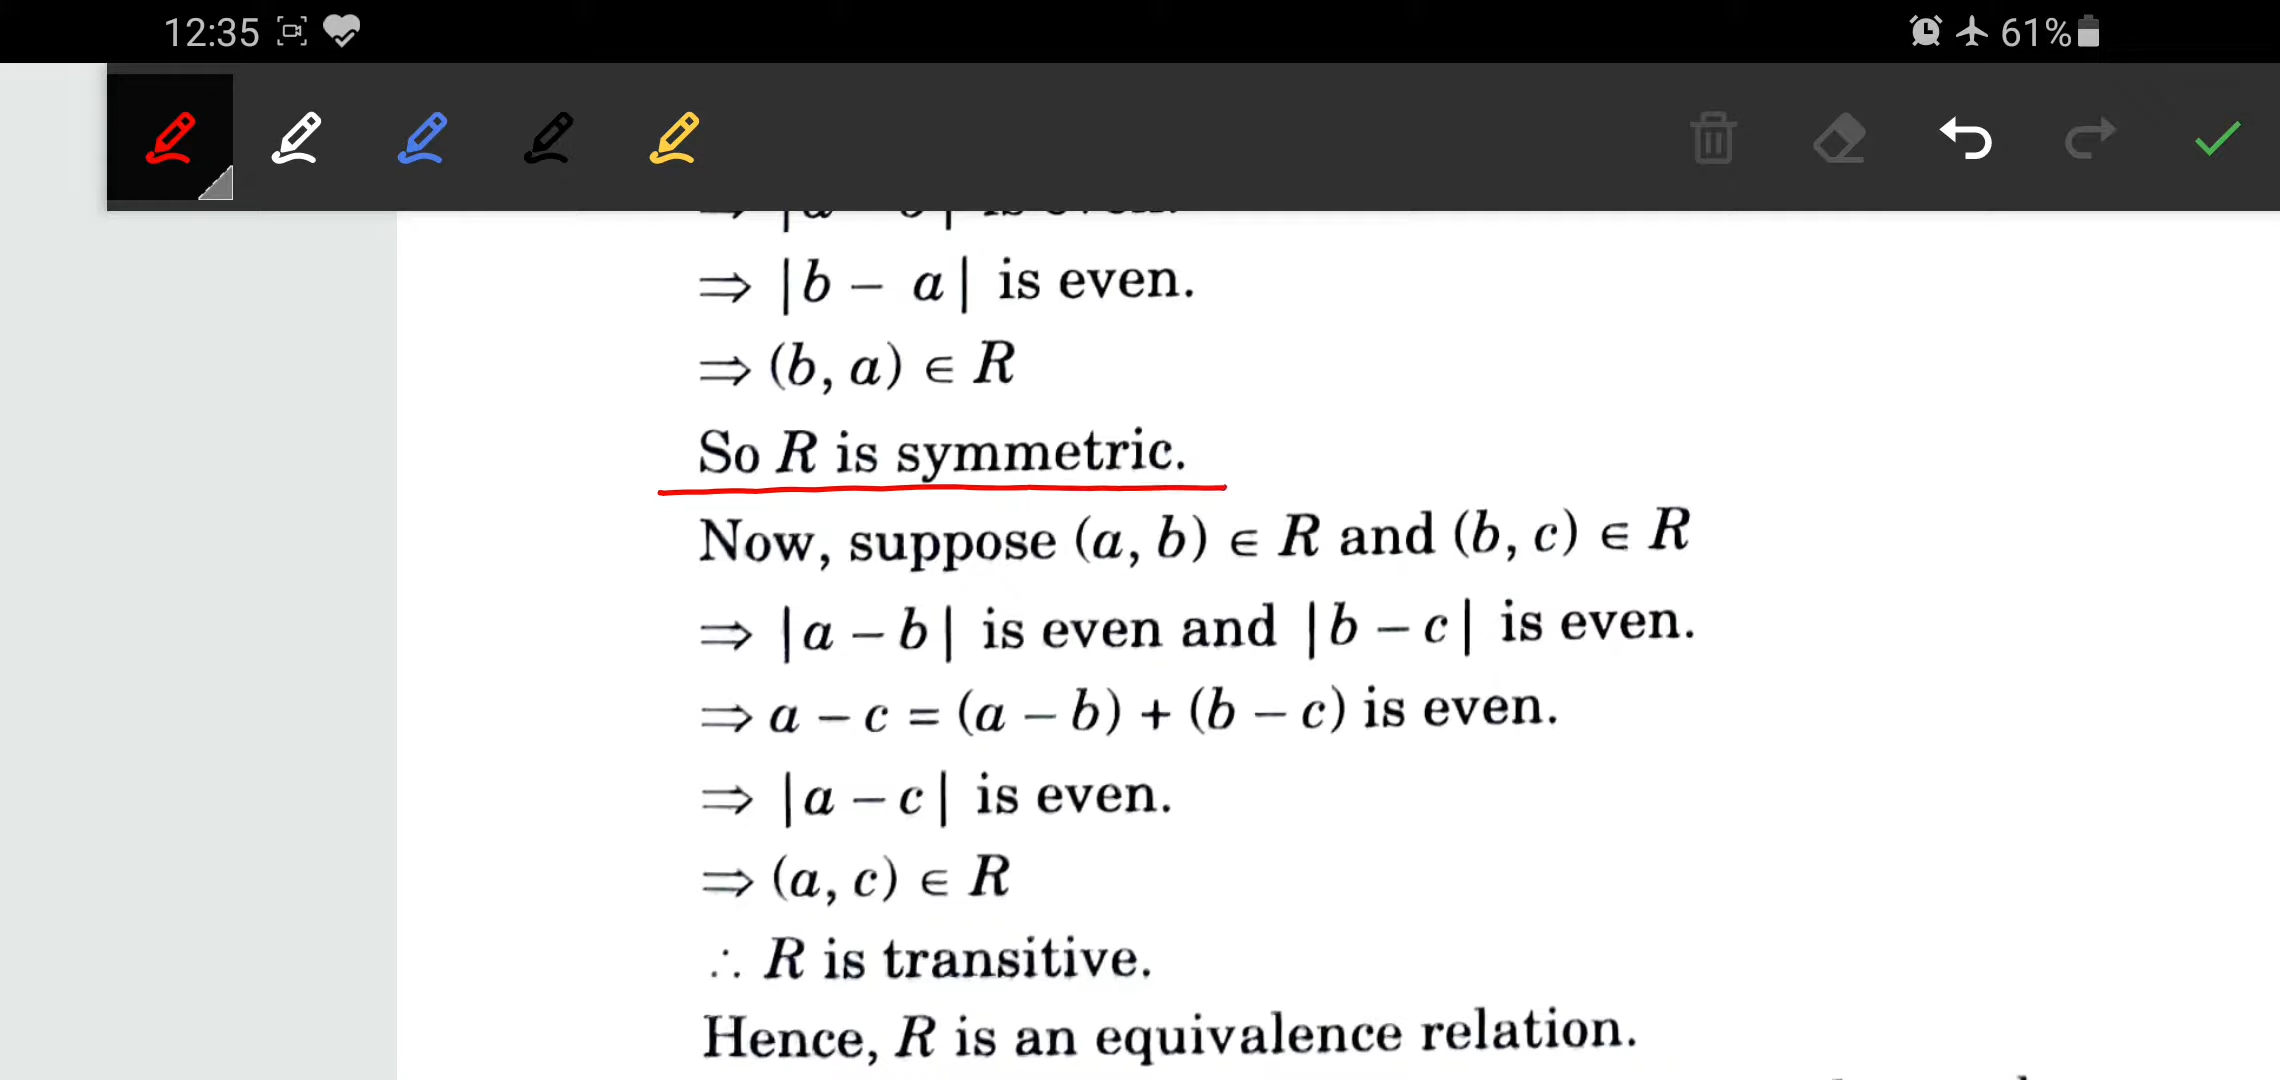 12:35 61%
⇒ |b – a| is even.
⇒ (b, a) ∈ R
So R is symmetric.
Now, suppose (a, b) ∈ R and (b, c) ∈ R
⇒ |a – b| is even and |b – c| is even.
⇒ a – c = (a – b) + (b – c) is even.
⇒ |a – c| is even.
⇒ (a, c) ∈ R
∴ R is transitive.
Hence, R is an equivalence relation.